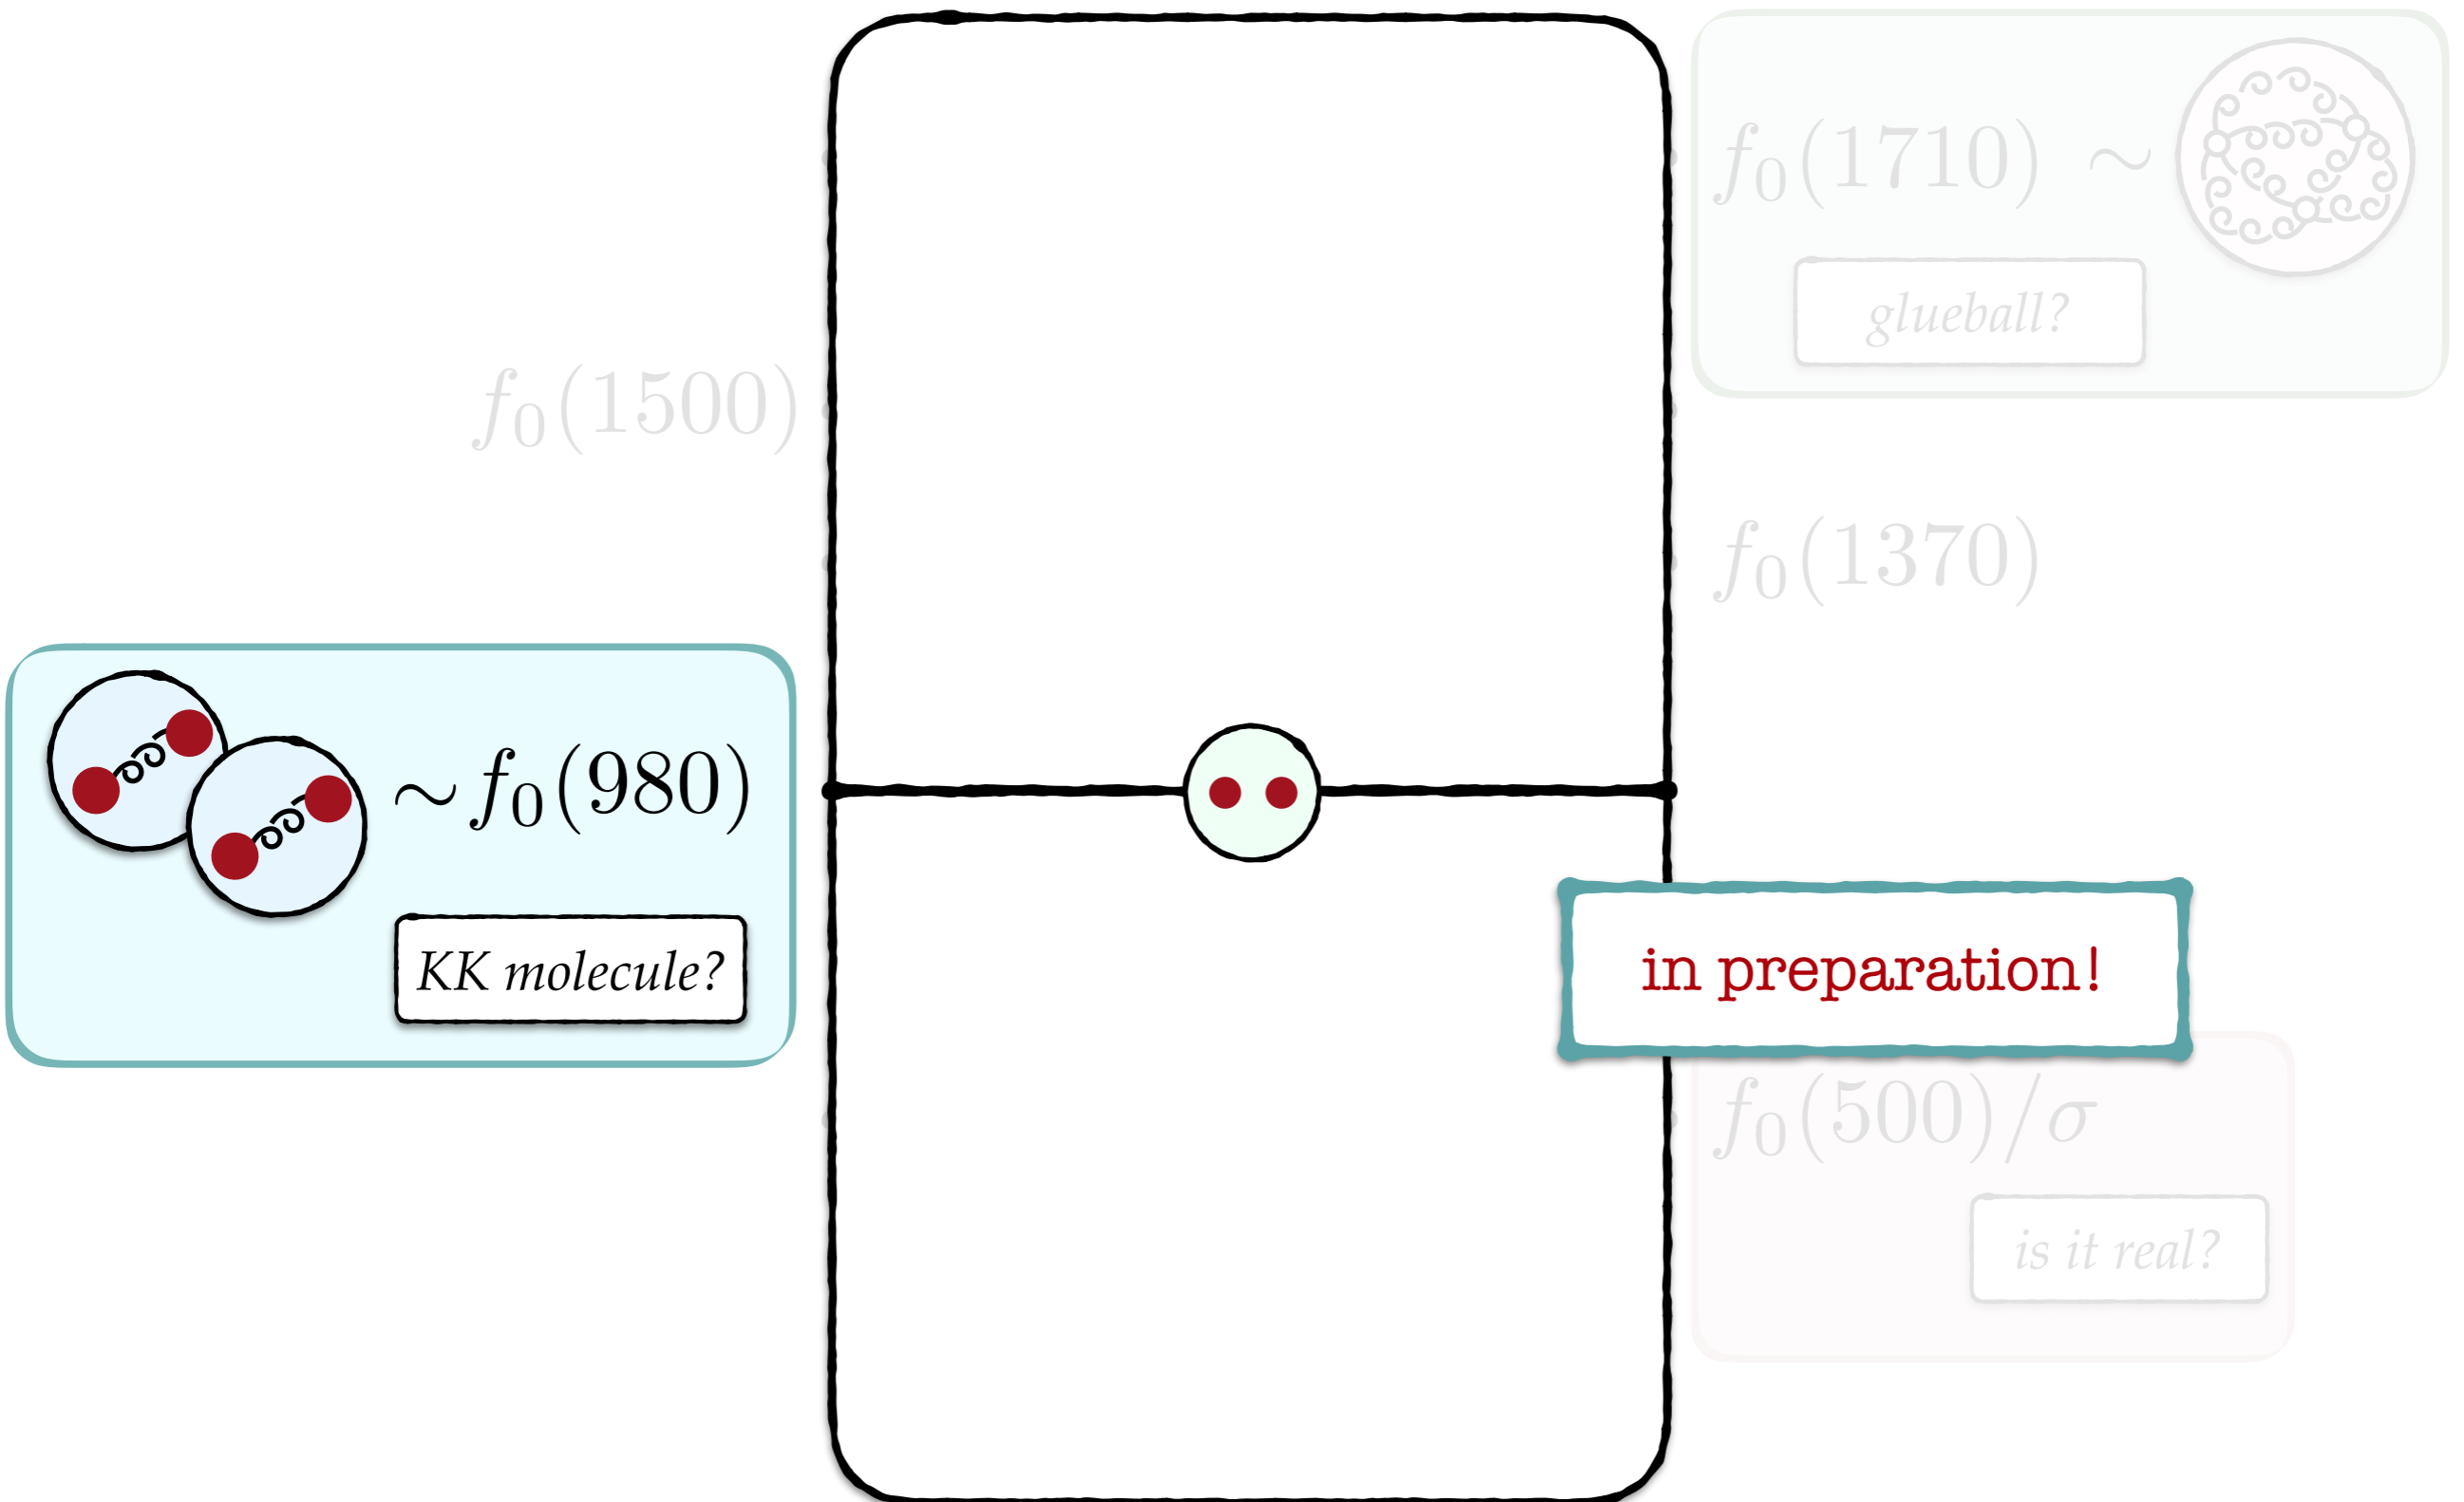 f₀(1710) ~
glueball?
f₀(1500)
f₀(1370)
~f₀(980)
KK molecule?
in preparation!
f₀(500)/σ
is it real?